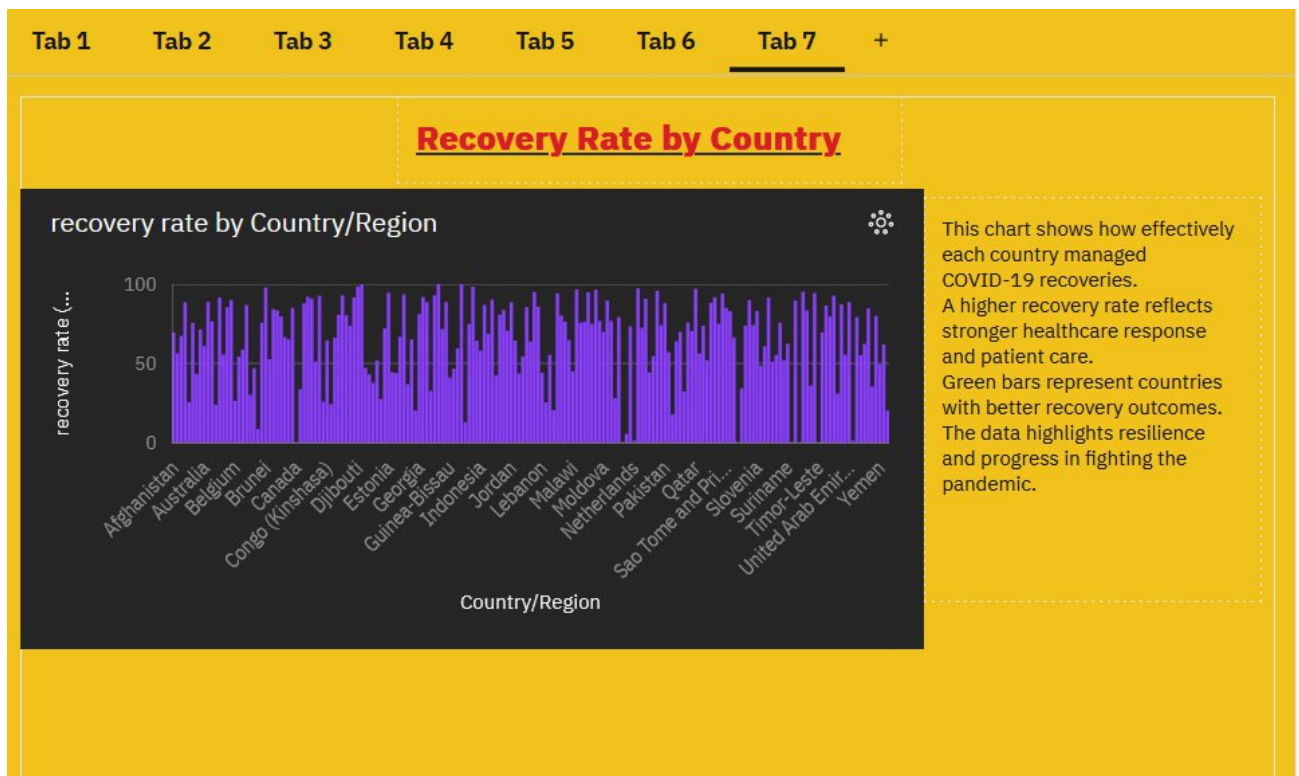 Tab 1 Tab 2 Tab 3 Tab 4 Tab 5 Tab 6 Tab 7 +
Recovery Rate by Country
recovery rate by Country/Region
recovery rate (...
100
50
0
Afghanistan
Australia
Belgium
Brunei
Canada
Congo (Kinshasa)
Djibouti
Estonia
Georgia
Guinea-Bissau
Indonesia
Jordan
Lebanon
Malawi
Moldova
Netherlands
Pakistan
Qatar
Sao Tome and Pri...
Slovenia
Suriname
Timor-Leste
United Arab Emir...
Yemen
Country/Region
This chart shows how effectively
each country managed
COVID-19 recoveries.
A higher recovery rate reflects
stronger healthcare response
and patient care.
Green bars represent countries
with better recovery outcomes.
The data highlights resilience
and progress in fighting the
pandemic.